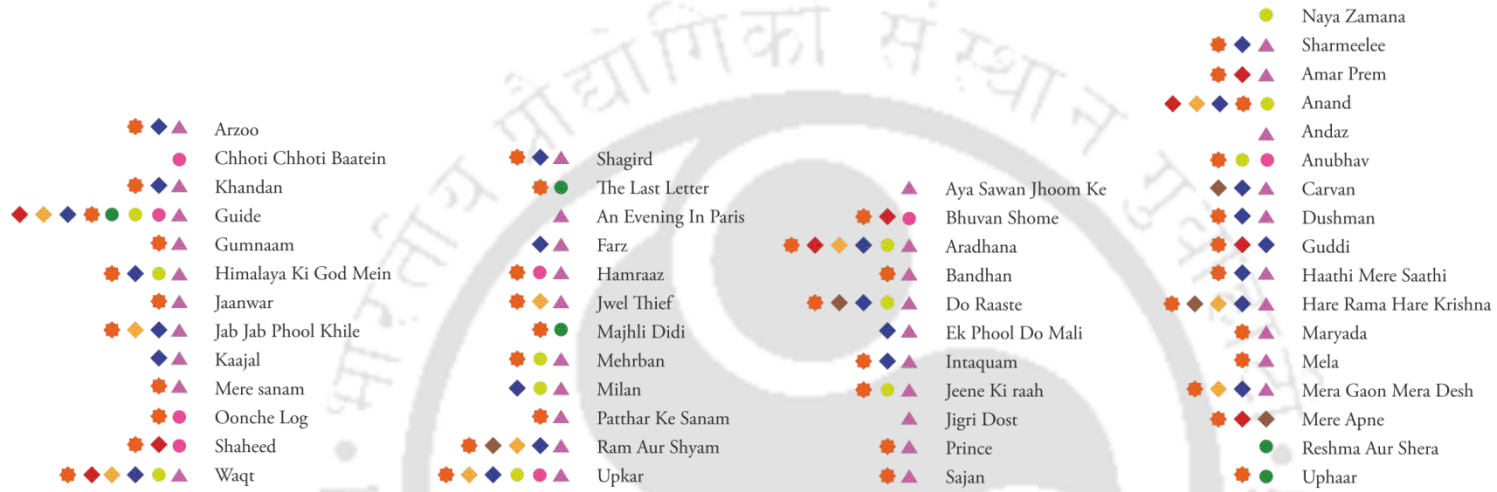 Arzoo
Chhoti Chhoti Baatein
Khandan
Guide
Gumnaam
Himalaya Ki God Mein
Jaanwar
Jab Jab Phool Khile
Kaajal
Mere sanam
Oonche Log
Shaheed
Waqt
Shagird
The Last Letter
An Evening In Paris
Farz
Hamraaz
Jwel Thief
Majhli Didi
Mehrban
Milan
Patthar Ke Sanam
Ram Aur Shyam
Upkar
Aya Sawan Jhoom Ke
Bhuvan Shome
Aradhana
Bandhan
Do Raaste
Ek Phool Do Mali
Intaquam
Jeene Ki raah
Jigri Dost
Prince
Sajan
Naya Zamana
Sharmeelee
Amar Prem
Anand
Andaz
Anubhav
Carvan
Dushman
Guddi
Haathi Mere Saathi
Hare Rama Hare Krishna
Maryada
Mela
Mera Gaon Mera Desh
Mere Apne
Reshma Aur Shera
Uphaar
भारतीय प्रौद्योगिकी संस्थान